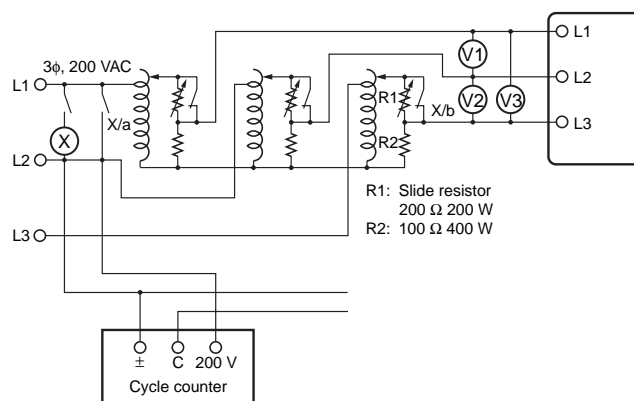 3ϕ, 200 VAC
L1
L2
L3
X
X/a
R1
R2
X/b
V1
V2
V3
L1
L2
L3
R1: Slide resistor
200 Ω 200 W
R2: 100 Ω 400 W
± C 200 V
Cycle counter